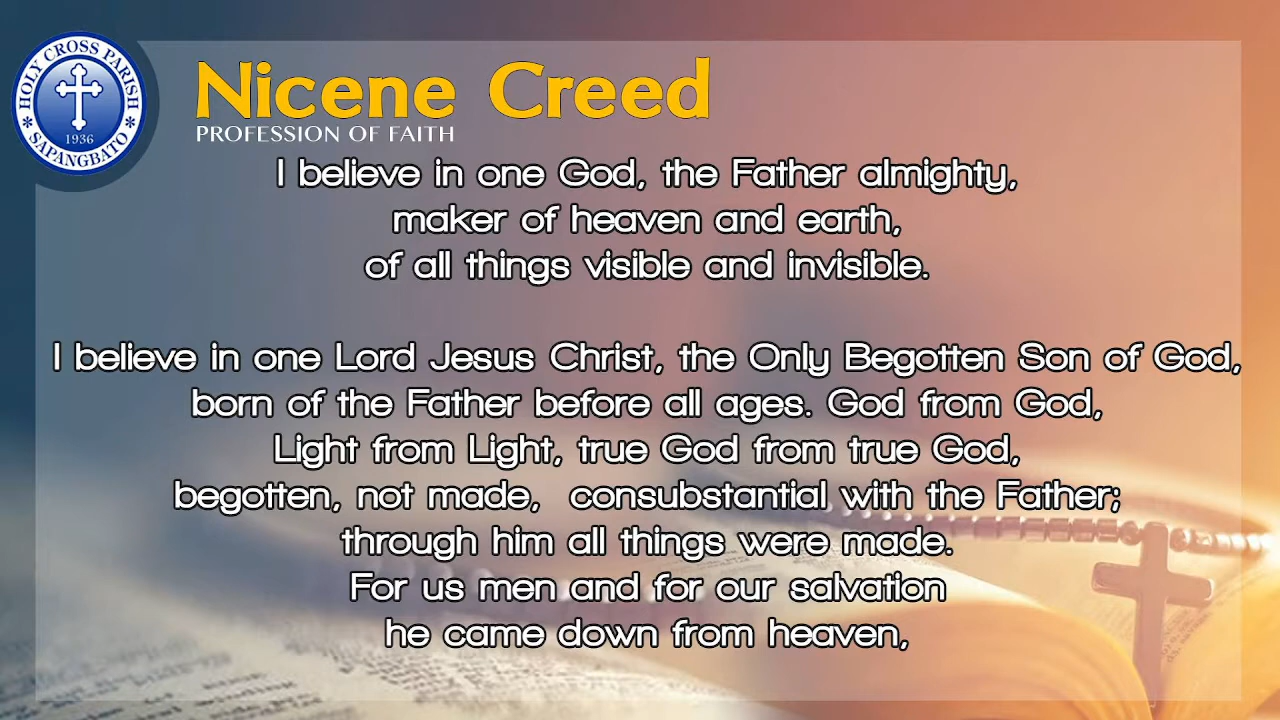 HOLY CROSS PARISH
1936
* SAPANGBATO *
Nicene Creed
PROFESSION OF FAITH
I believe in one God, the Father almighty,
maker of heaven and earth,
of all things visible and invisible.
I believe in one Lord Jesus Christ, the Only Begotten Son of God,
born of the Father before all ages. God from God,
Light from Light, true God from true God,
begotten, not made,  consubstantial with the Father;
through him all things were made.
For us men and for our salvation
he came down from heaven,